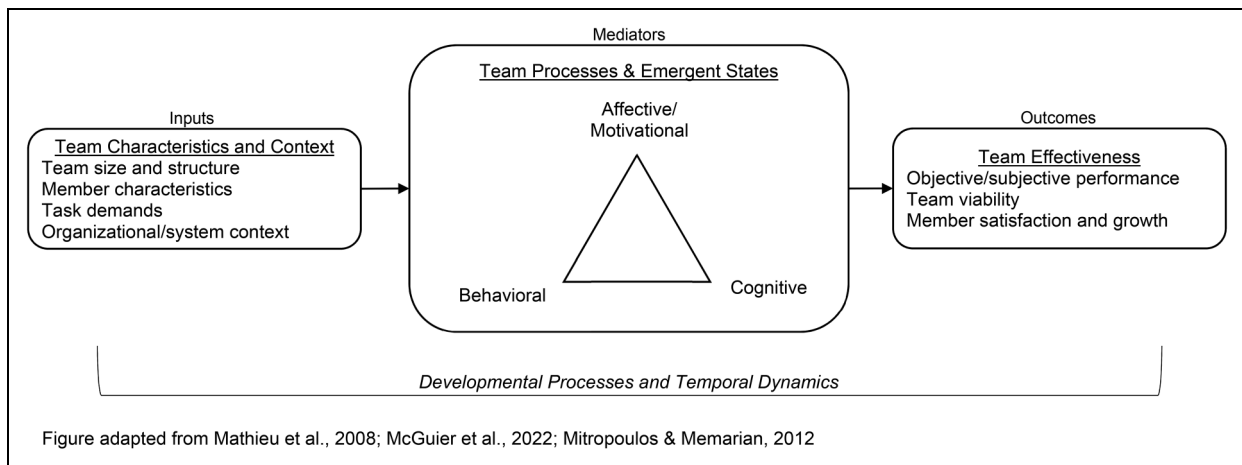 Mediators
Team Processes & Emergent States
Affective/
Motivational
Behavioral
Cognitive
Inputs
Team Characteristics and Context
Team size and structure
Member characteristics
Task demands
Organizational/system context
Outcomes
Team Effectiveness
Objective/subjective performance
Team viability
Member satisfaction and growth
Developmental Processes and Temporal Dynamics
Figure adapted from Mathieu et al., 2008; McGuier et al., 2022; Mitropoulos & Memarian, 2012